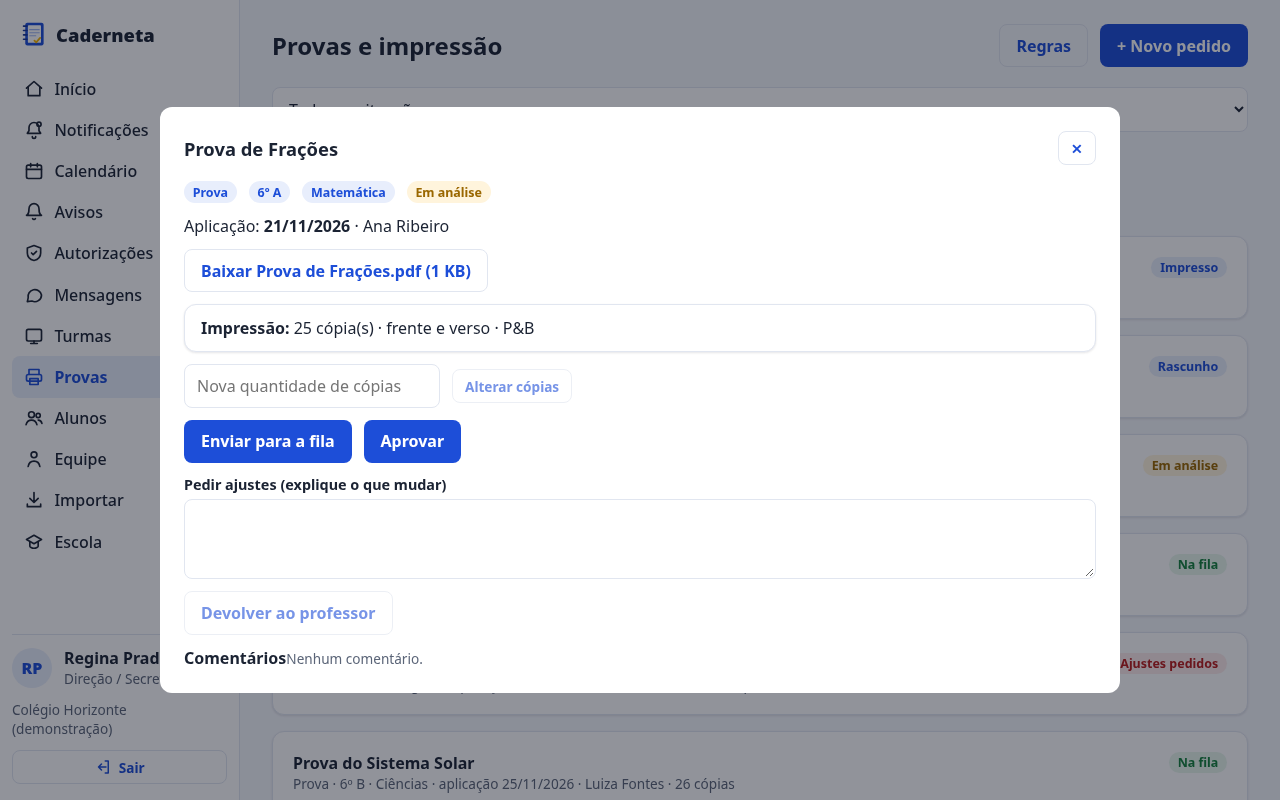 Caderneta
Início
Notificações
Calendário
Avisos
Autorizações
Mensagens
Turmas
Provas
Alunos
Equipe
Importar
Escola
RP
Regina Prad
Direção / Secre
Colégio Horizonte
(demonstração)
Sair
Provas e impressão
Regras
+ Novo pedido
Prova de Frações
×
Prova 6º A Matemática Em análise
Aplicação: 21/11/2026 · Ana Ribeiro
Baixar Prova de Frações.pdf (1 KB)
Impressão: 25 cópia(s) · frente e verso · P&B
Nova quantidade de cópias
Alterar cópias
Enviar para a fila
Aprovar
Pedir ajustes (explique o que mudar)
Devolver ao professor
Comentários Nenhum comentário.
Impresso
Rascunho
Em análise
Na fila
Ajustes pedidos
Prova do Sistema Solar
Na fila
Prova · 6º B · Ciências · aplicação 25/11/2026 · Luiza Fontes · 26 cópias